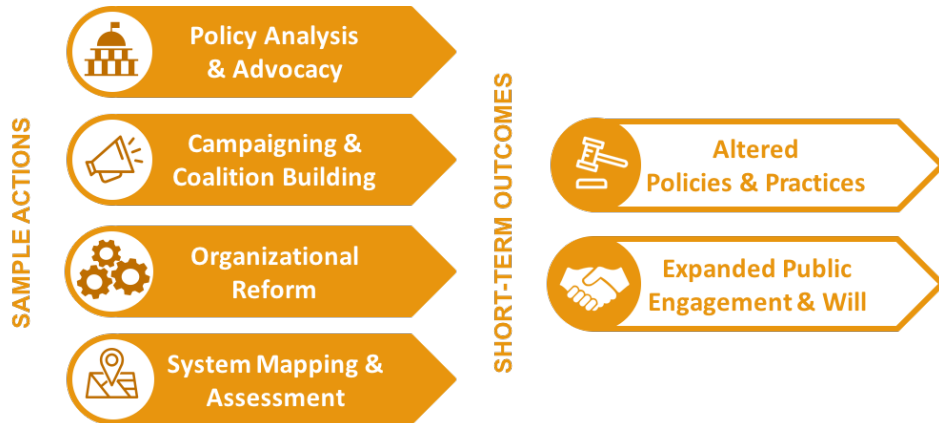 SAMPLE ACTIONS
Policy Analysis
& Advocacy
Campaigning &
Coalition Building
Organizational
Reform
System Mapping &
Assessment
SHORT-TERM OUTCOMES
Altered
Policies & Practices
Expanded Public
Engagement & Will